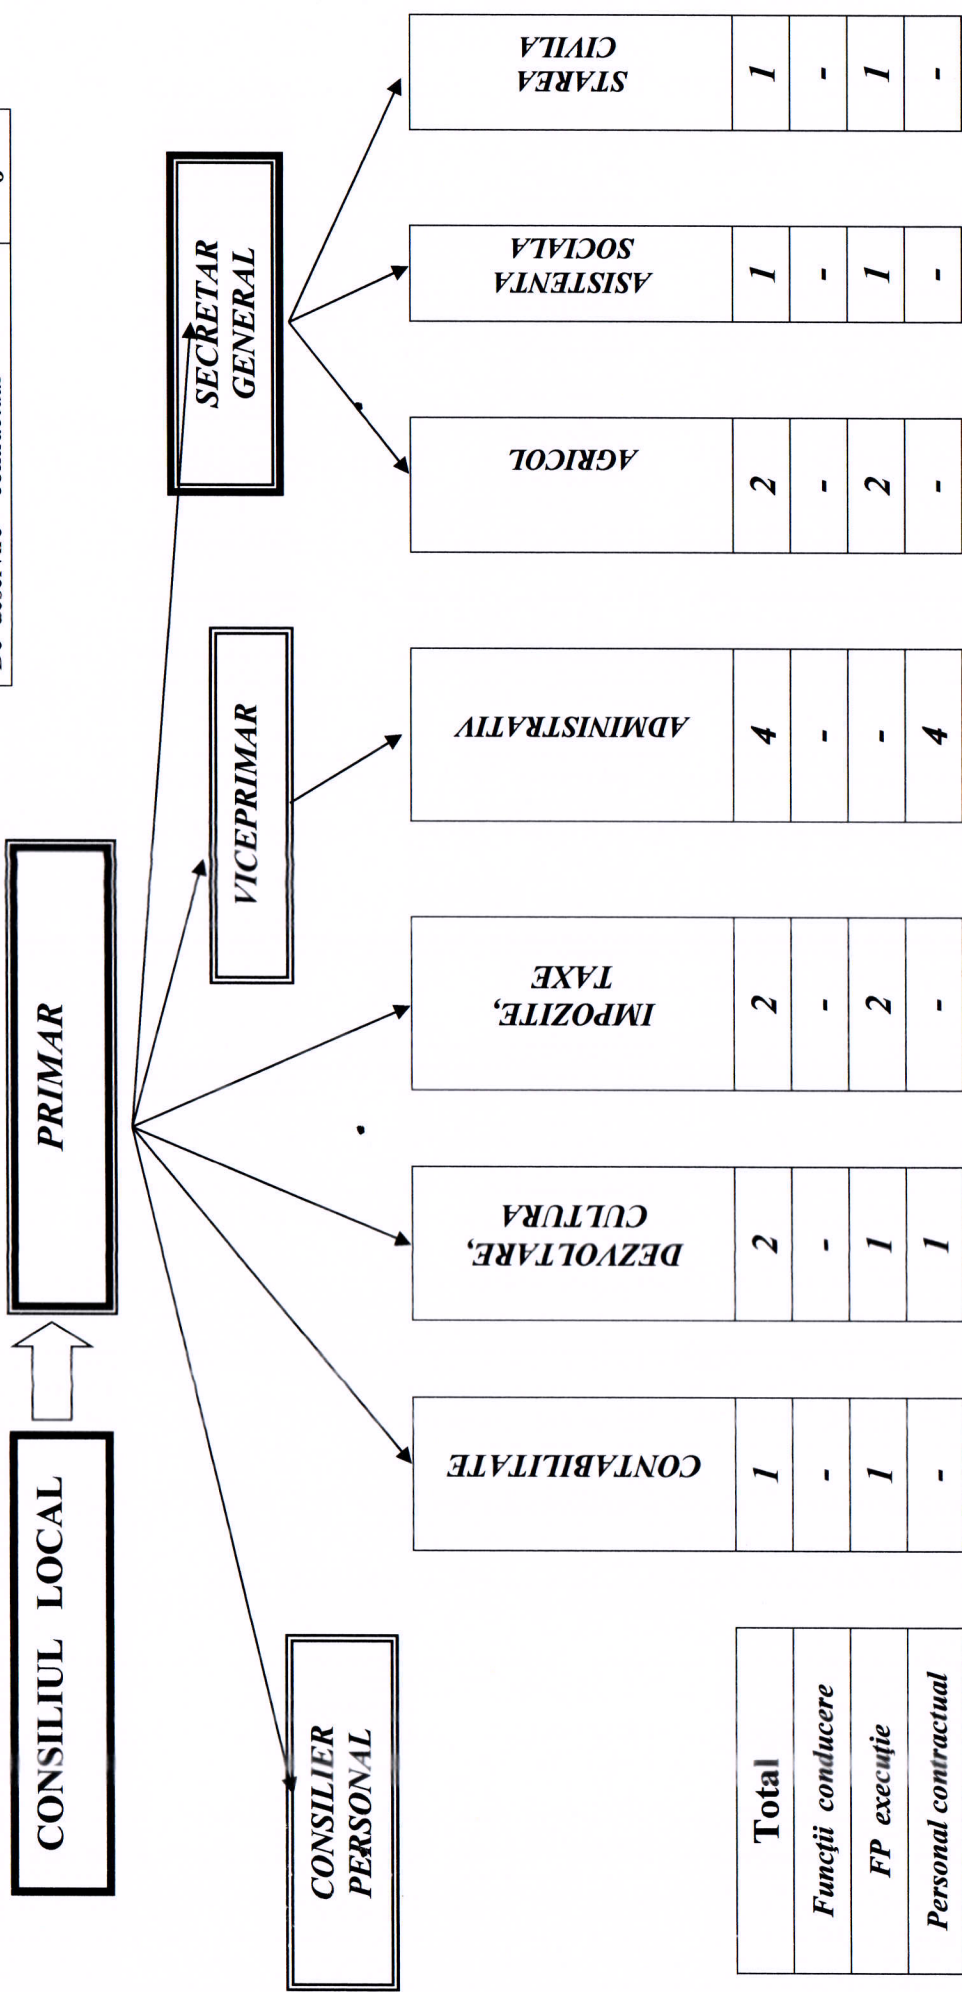 CONSILIUL LOCAL
PRIMAR
CONSILIER
PERSONAL
VICEPRIMAR
SECRETAR
GENERAL
CONTABILITATE
DEZVOLTARE,
CULTURA
IMPOZITE,
TAXE
ADMINISTRATIV
AGRICOL
ASISTENTA
SOCIALA
STAREA
CIVILA
Total 1 2 2 4 2 1 1
Funcții conducere - - - - - - -
FP execuție 1 1 2 - 2 1 1
Personal contractual - 1 - 4 - - -